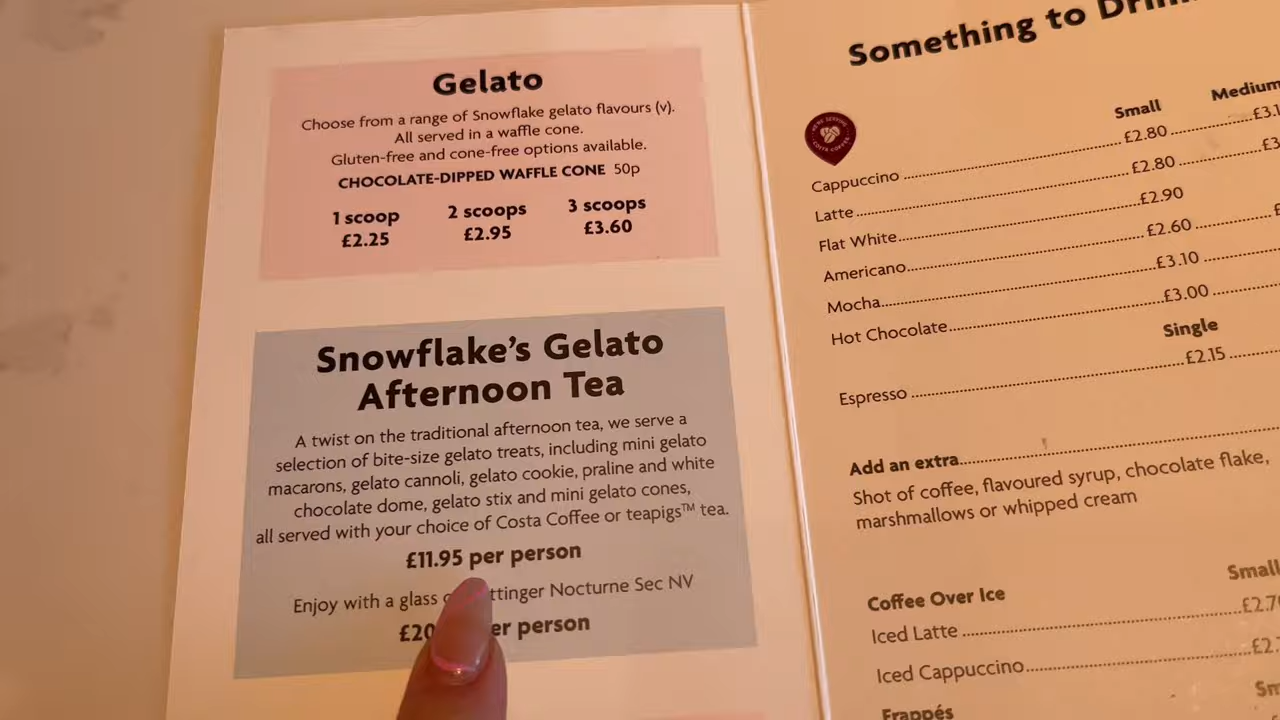 Gelato
Choose from a range of Snowflake gelato flavours (v).
All served in a waffle cone.
Gluten-free and cone-free options available.
CHOCOLATE-DIPPED WAFFLE CONE 50p
1 scoop 2 scoops 3 scoops
£2.25 £2.95 £3.60
Snowflake's Gelato
Afternoon Tea
A twist on the traditional afternoon tea, we serve a
selection of bite-size gelato treats, including mini gelato
macarons, gelato cannoli, gelato cookie, praline and white
chocolate dome, gelato stix and mini gelato cones,
all served with your choice of Costa Coffee or teapigs™ tea.
£11.95 per person
Enjoy with a glass Nocturne Sec NV
£20 per person
Something to
Small Medium
Cappuccino £2.80
Latte £2.80
Flat White £2.90
Americano £2.60
Mocha £3.10
Hot Chocolate £3.00
Single
Espresso £2.15
Add an extra
Shot of coffee, flavoured syrup, chocolate flake,
marshmallows or whipped cream
Coffee Over Ice Small
Iced Latte
Iced Cappuccino
Frappés